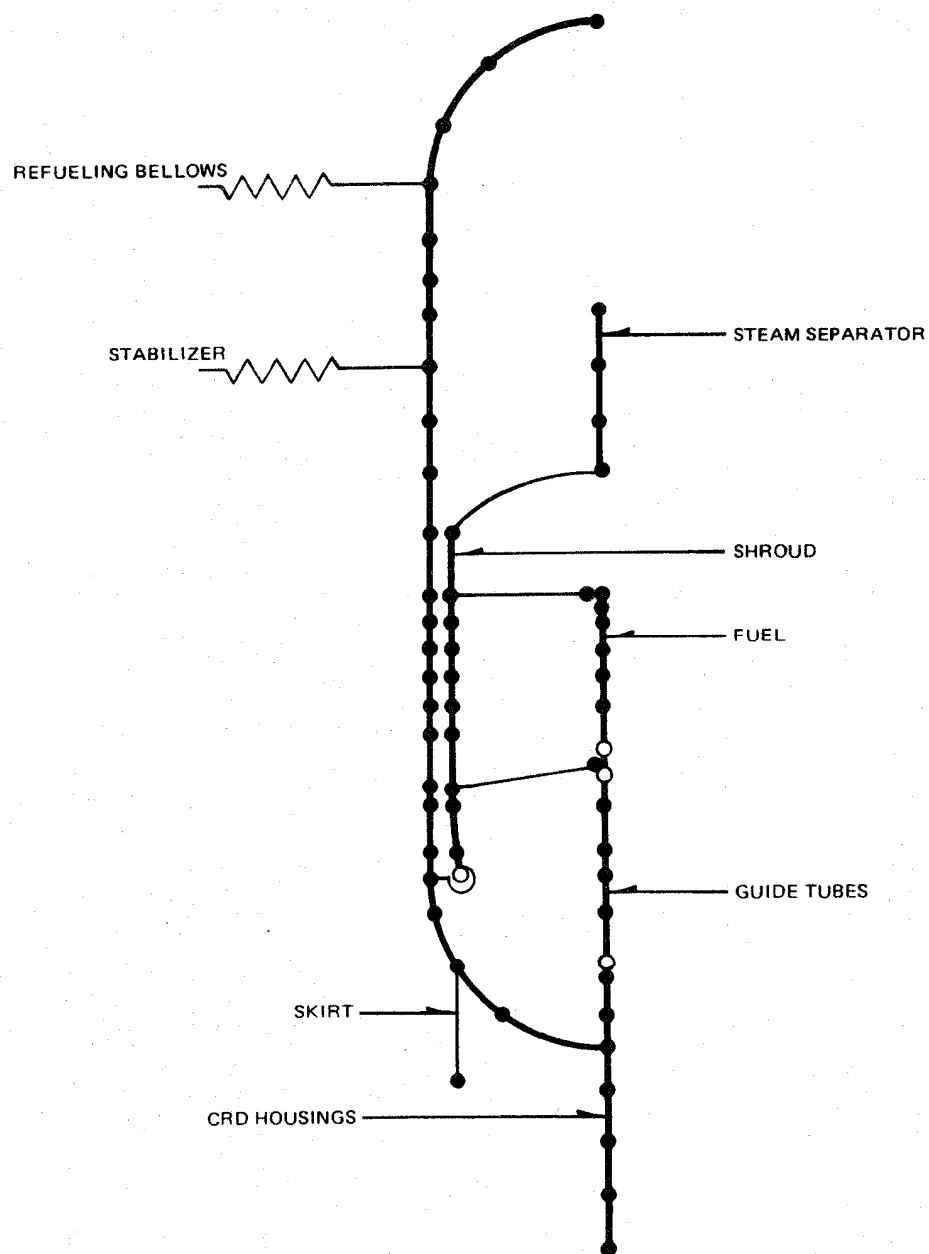 REFUELING BELLOWS
STEAM SEPARATOR
STABILIZER
SHROUD
FUEL
GUIDE TUBES
SKIRT
CRD HOUSINGS